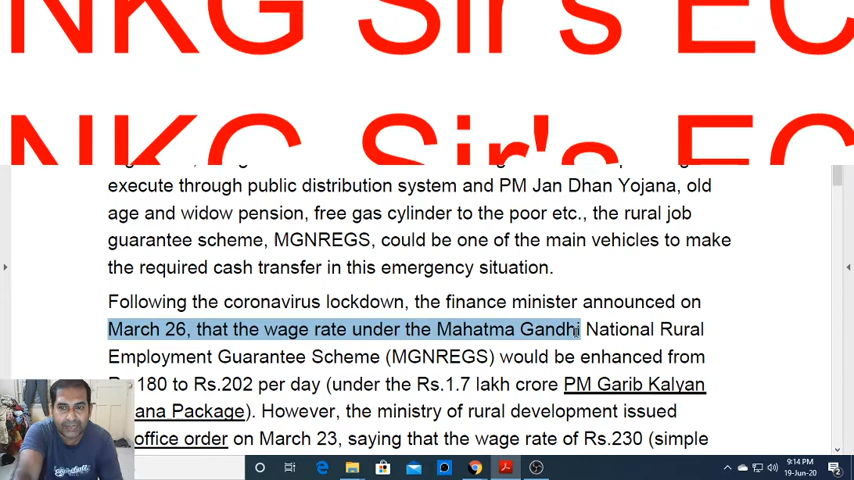 NKG Sir's EC
NKG Sir's EC
execute through public distribution system and PM Jan Dhan Yojana, old
age and widow pension, free gas cylinder to the poor etc., the rural job
guarantee scheme, MGNREGS, could be one of the main vehicles to make
the required cash transfer in this emergency situation.
Following the coronavirus lockdown, the finance minister announced on
March 26, that the wage rate under the Mahatma Gandhi National Rural
Employment Guarantee Scheme (MGNREGS) would be enhanced from
180 to Rs.202 per day (under the Rs.1.7 lakh crore PM Garib Kalyan
ana Package). However, the ministry of rural development issued
office order on March 23, saying that the wage rate of Rs.230 (simple
9:14 PM
19-Jun-20
2